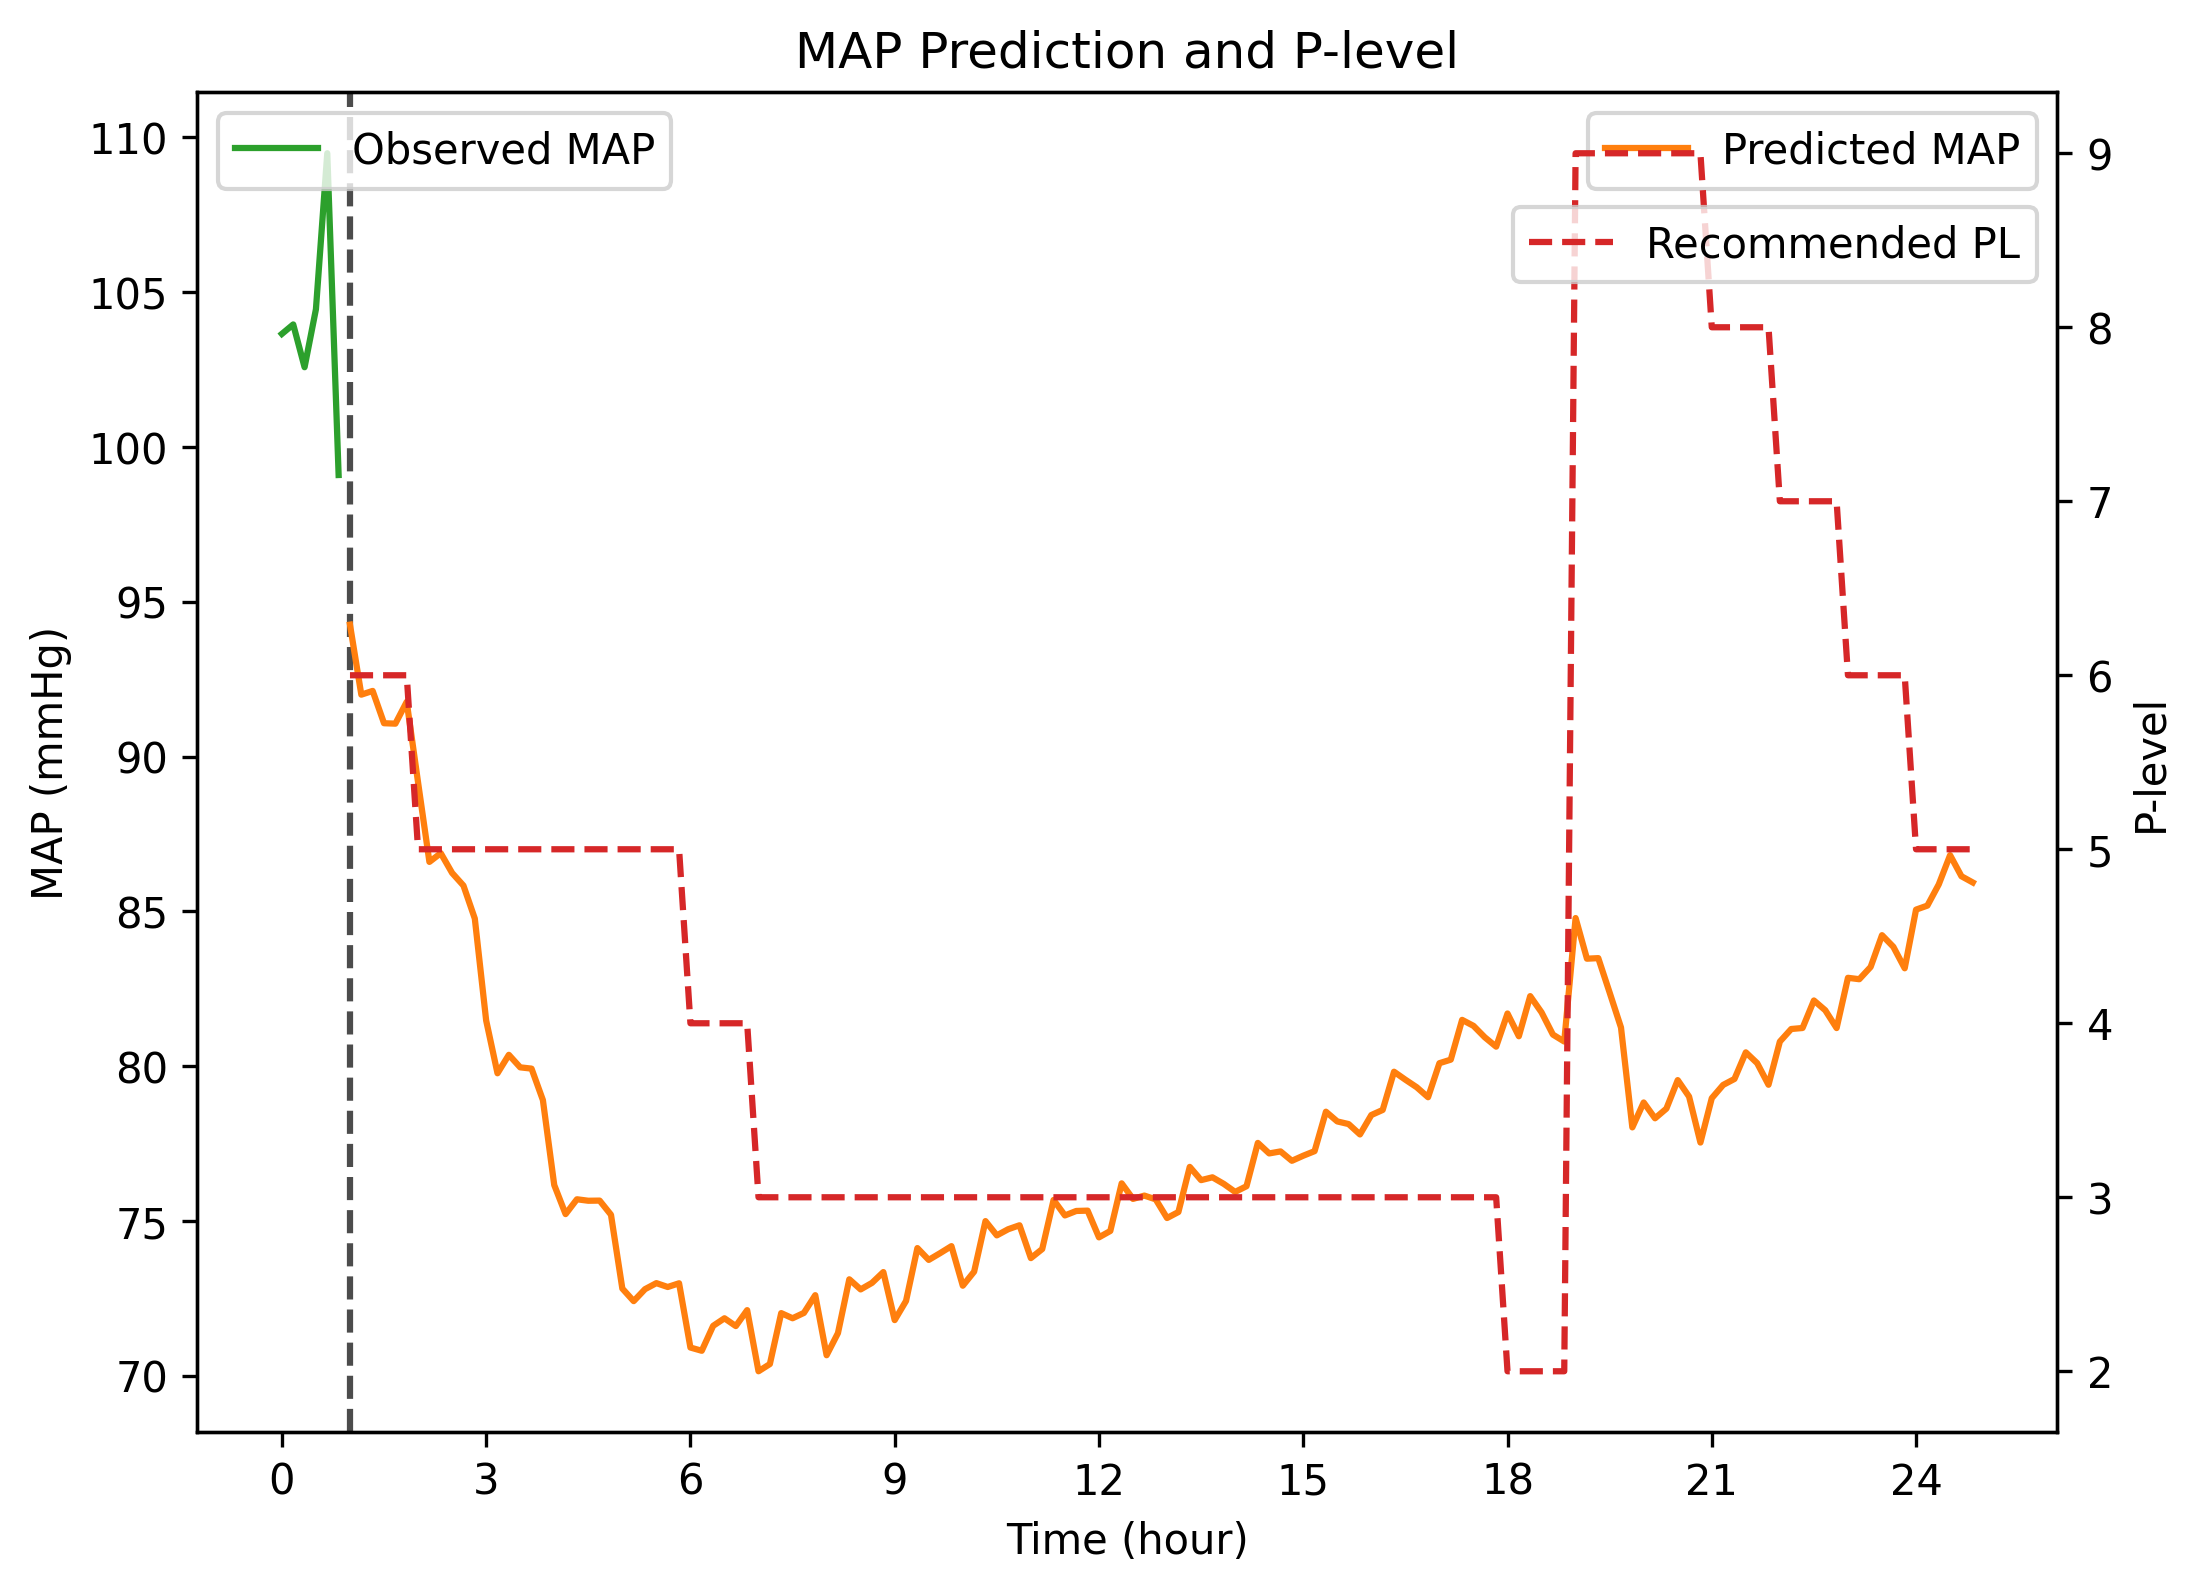 MAP Prediction and P-level
Observed MAP
Predicted MAP
Recommended PL
110
105
100
95
90
85
80
75
70
MAP (mmHg)
9
8
7
6
5
4
3
2
P-level
0 3 6 9 12 15 18 21 24
Time (hour)